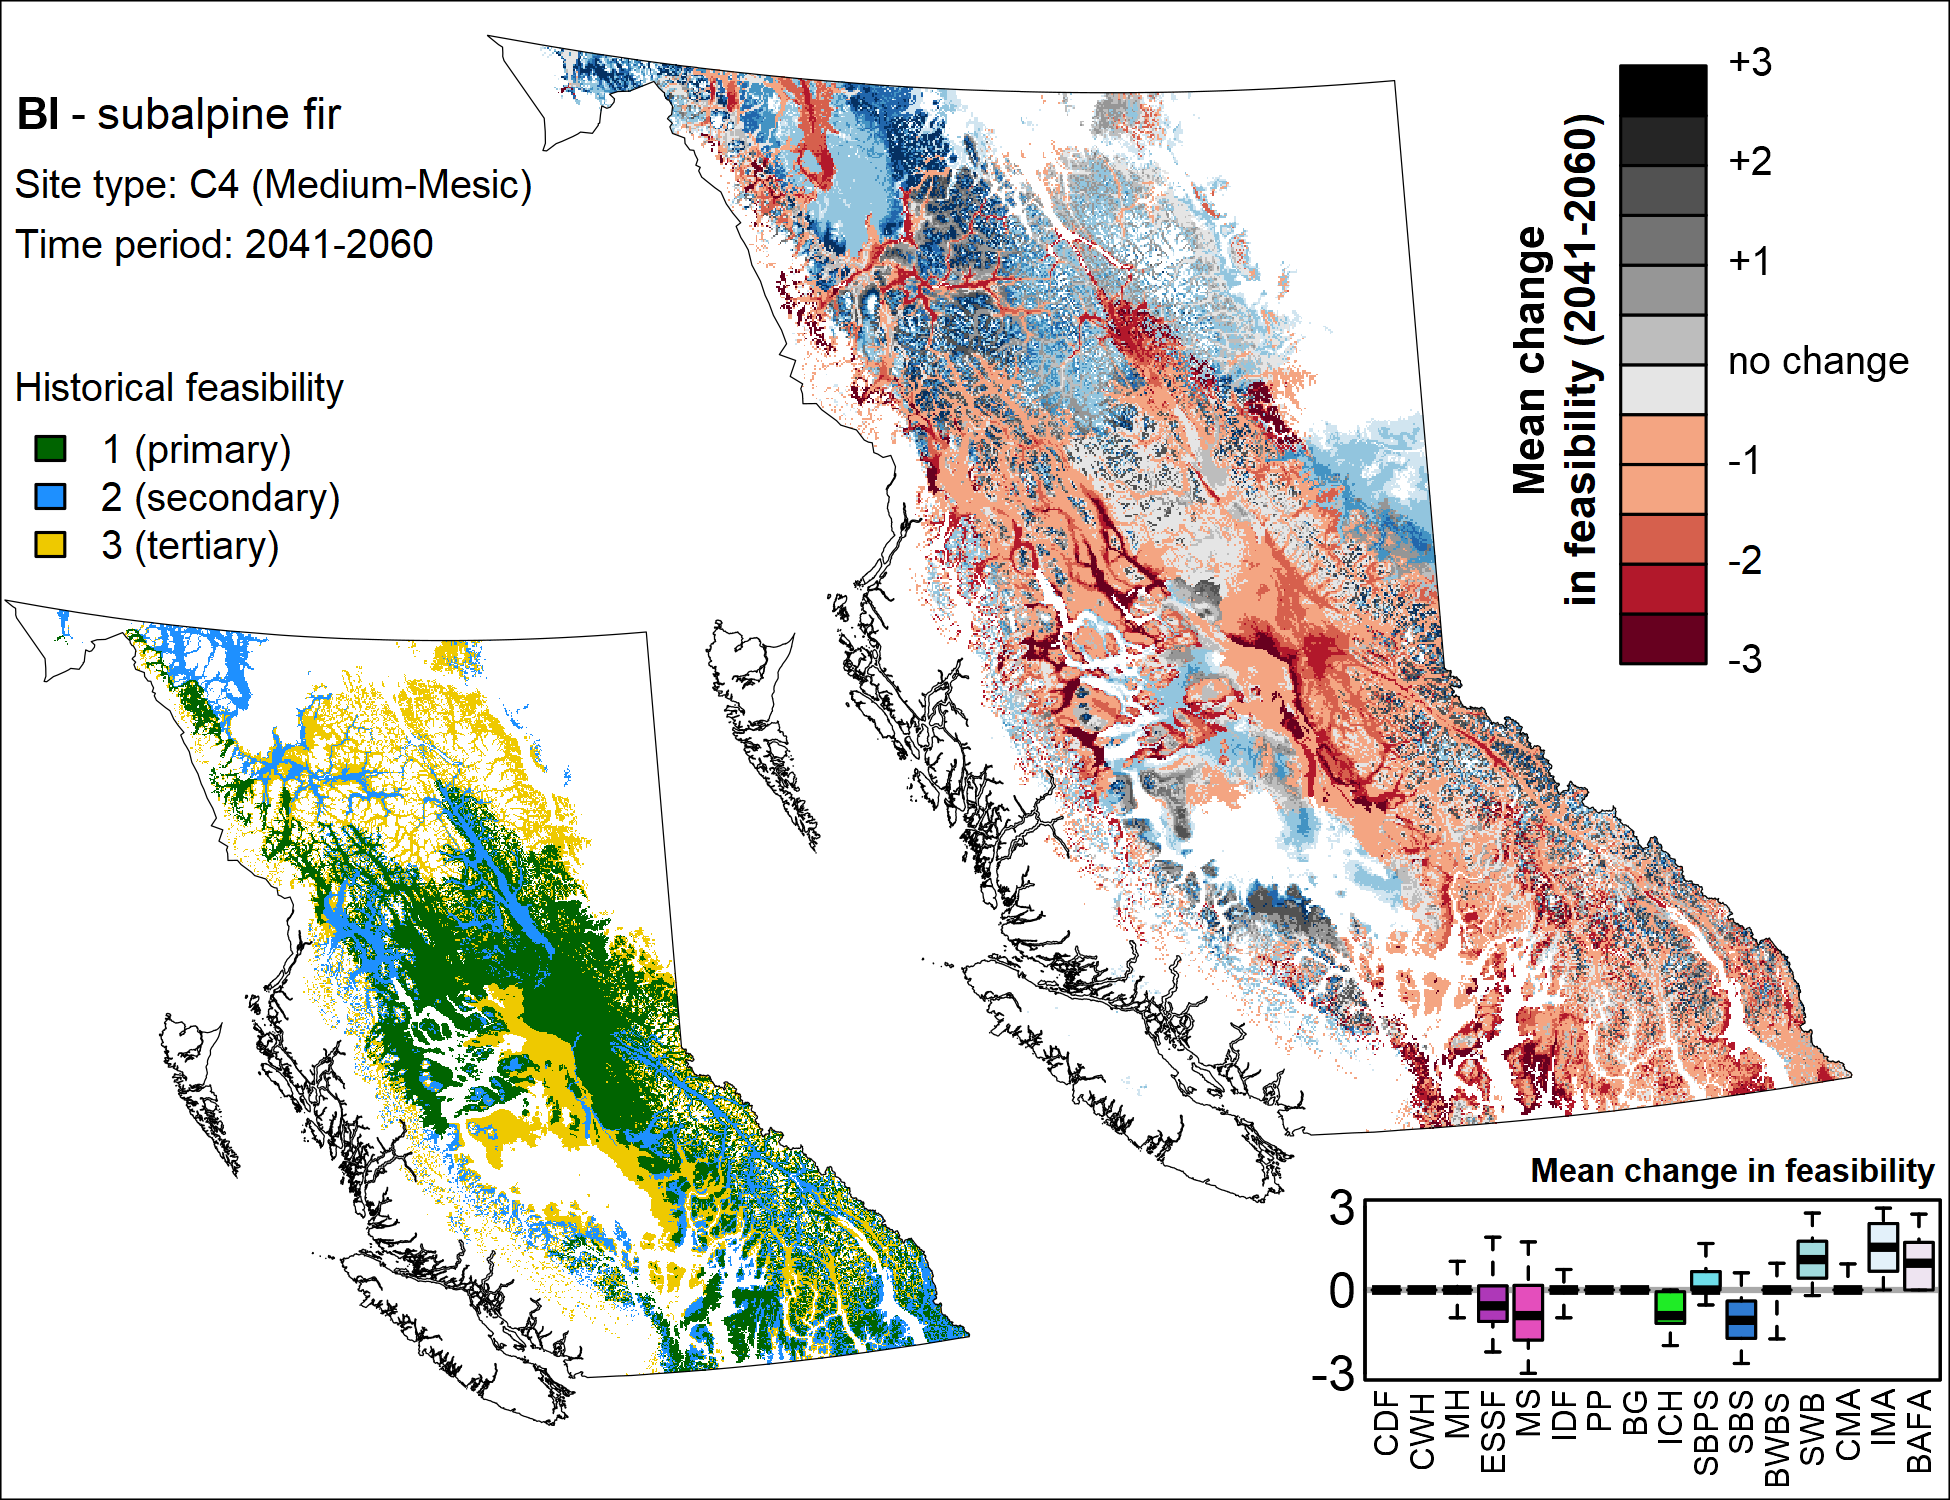 BI - subalpine fir
Site type: C4 (Medium-Mesic)
Time period: 2041-2060
Historical feasibility
1 (primary)
2 (secondary)
3 (tertiary)
Mean change
in feasibility (2041-2060)
+3
+2
+1
no change
-1
-2
-3
Mean change in feasibility
3
0
-3
CDF
CWH
MH
ESSF
MS
IDF
PP
BG
ICH
SBPS
SBS
BWBS
SWB
CMA
IMA
BAFA